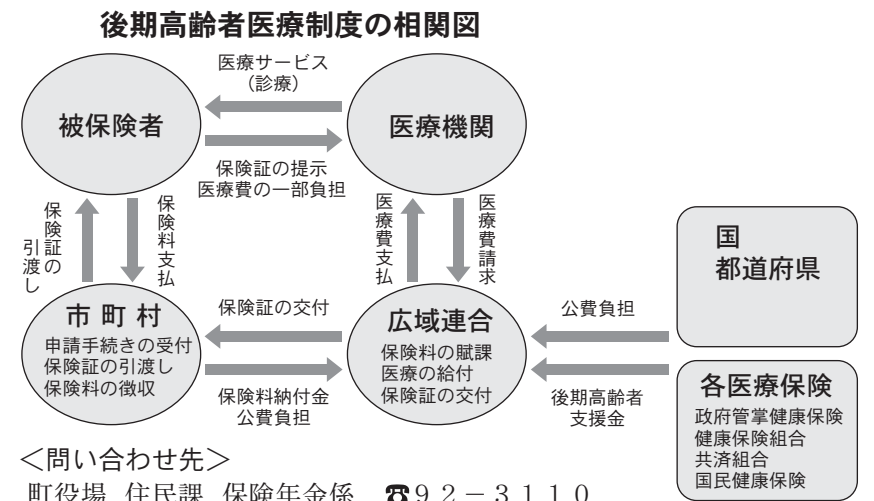 後期高齢者医療制度の相関図
医療サービス
（診療）
被保険者
医療機関
保険証の提示
医療費の一部負担
保険証の
引渡し
保険料支払
医療費支払
医療費請求
国
都道府県
市町村
申請手続きの受付
保険証の引渡し
保険料の徴収
保険証の交付
保険料納付金
公費負担
広域連合
保険料の賦課
医療の給付
保険証の交付
公費負担
後期高齢者
支援金
各医療保険
政府管掌健康保険
健康保険組合
共済組合
国民健康保険
＜問い合わせ先＞
町役場 住民課 保険年金係 ☎92－3110